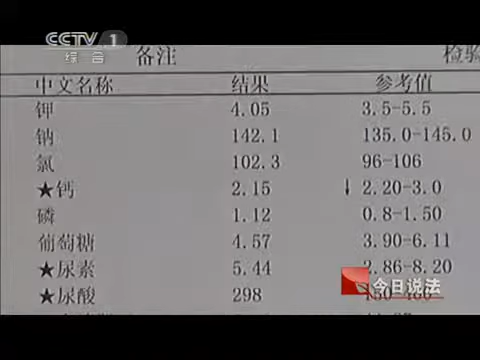 CCTV 1
综合
备注 检验
中文名称 结果 参考值
钾 4.05 3.5-5.5
钠 142.1 135.0-145.0
氯 102.3 96-106
★钙 2.15 ↓ 2.20-3.0
磷 1.12 0.8-1.50
葡萄糖 4.57 3.90-6.11
★尿素 5.44 2.86-8.20
★尿酸 298
今日说法